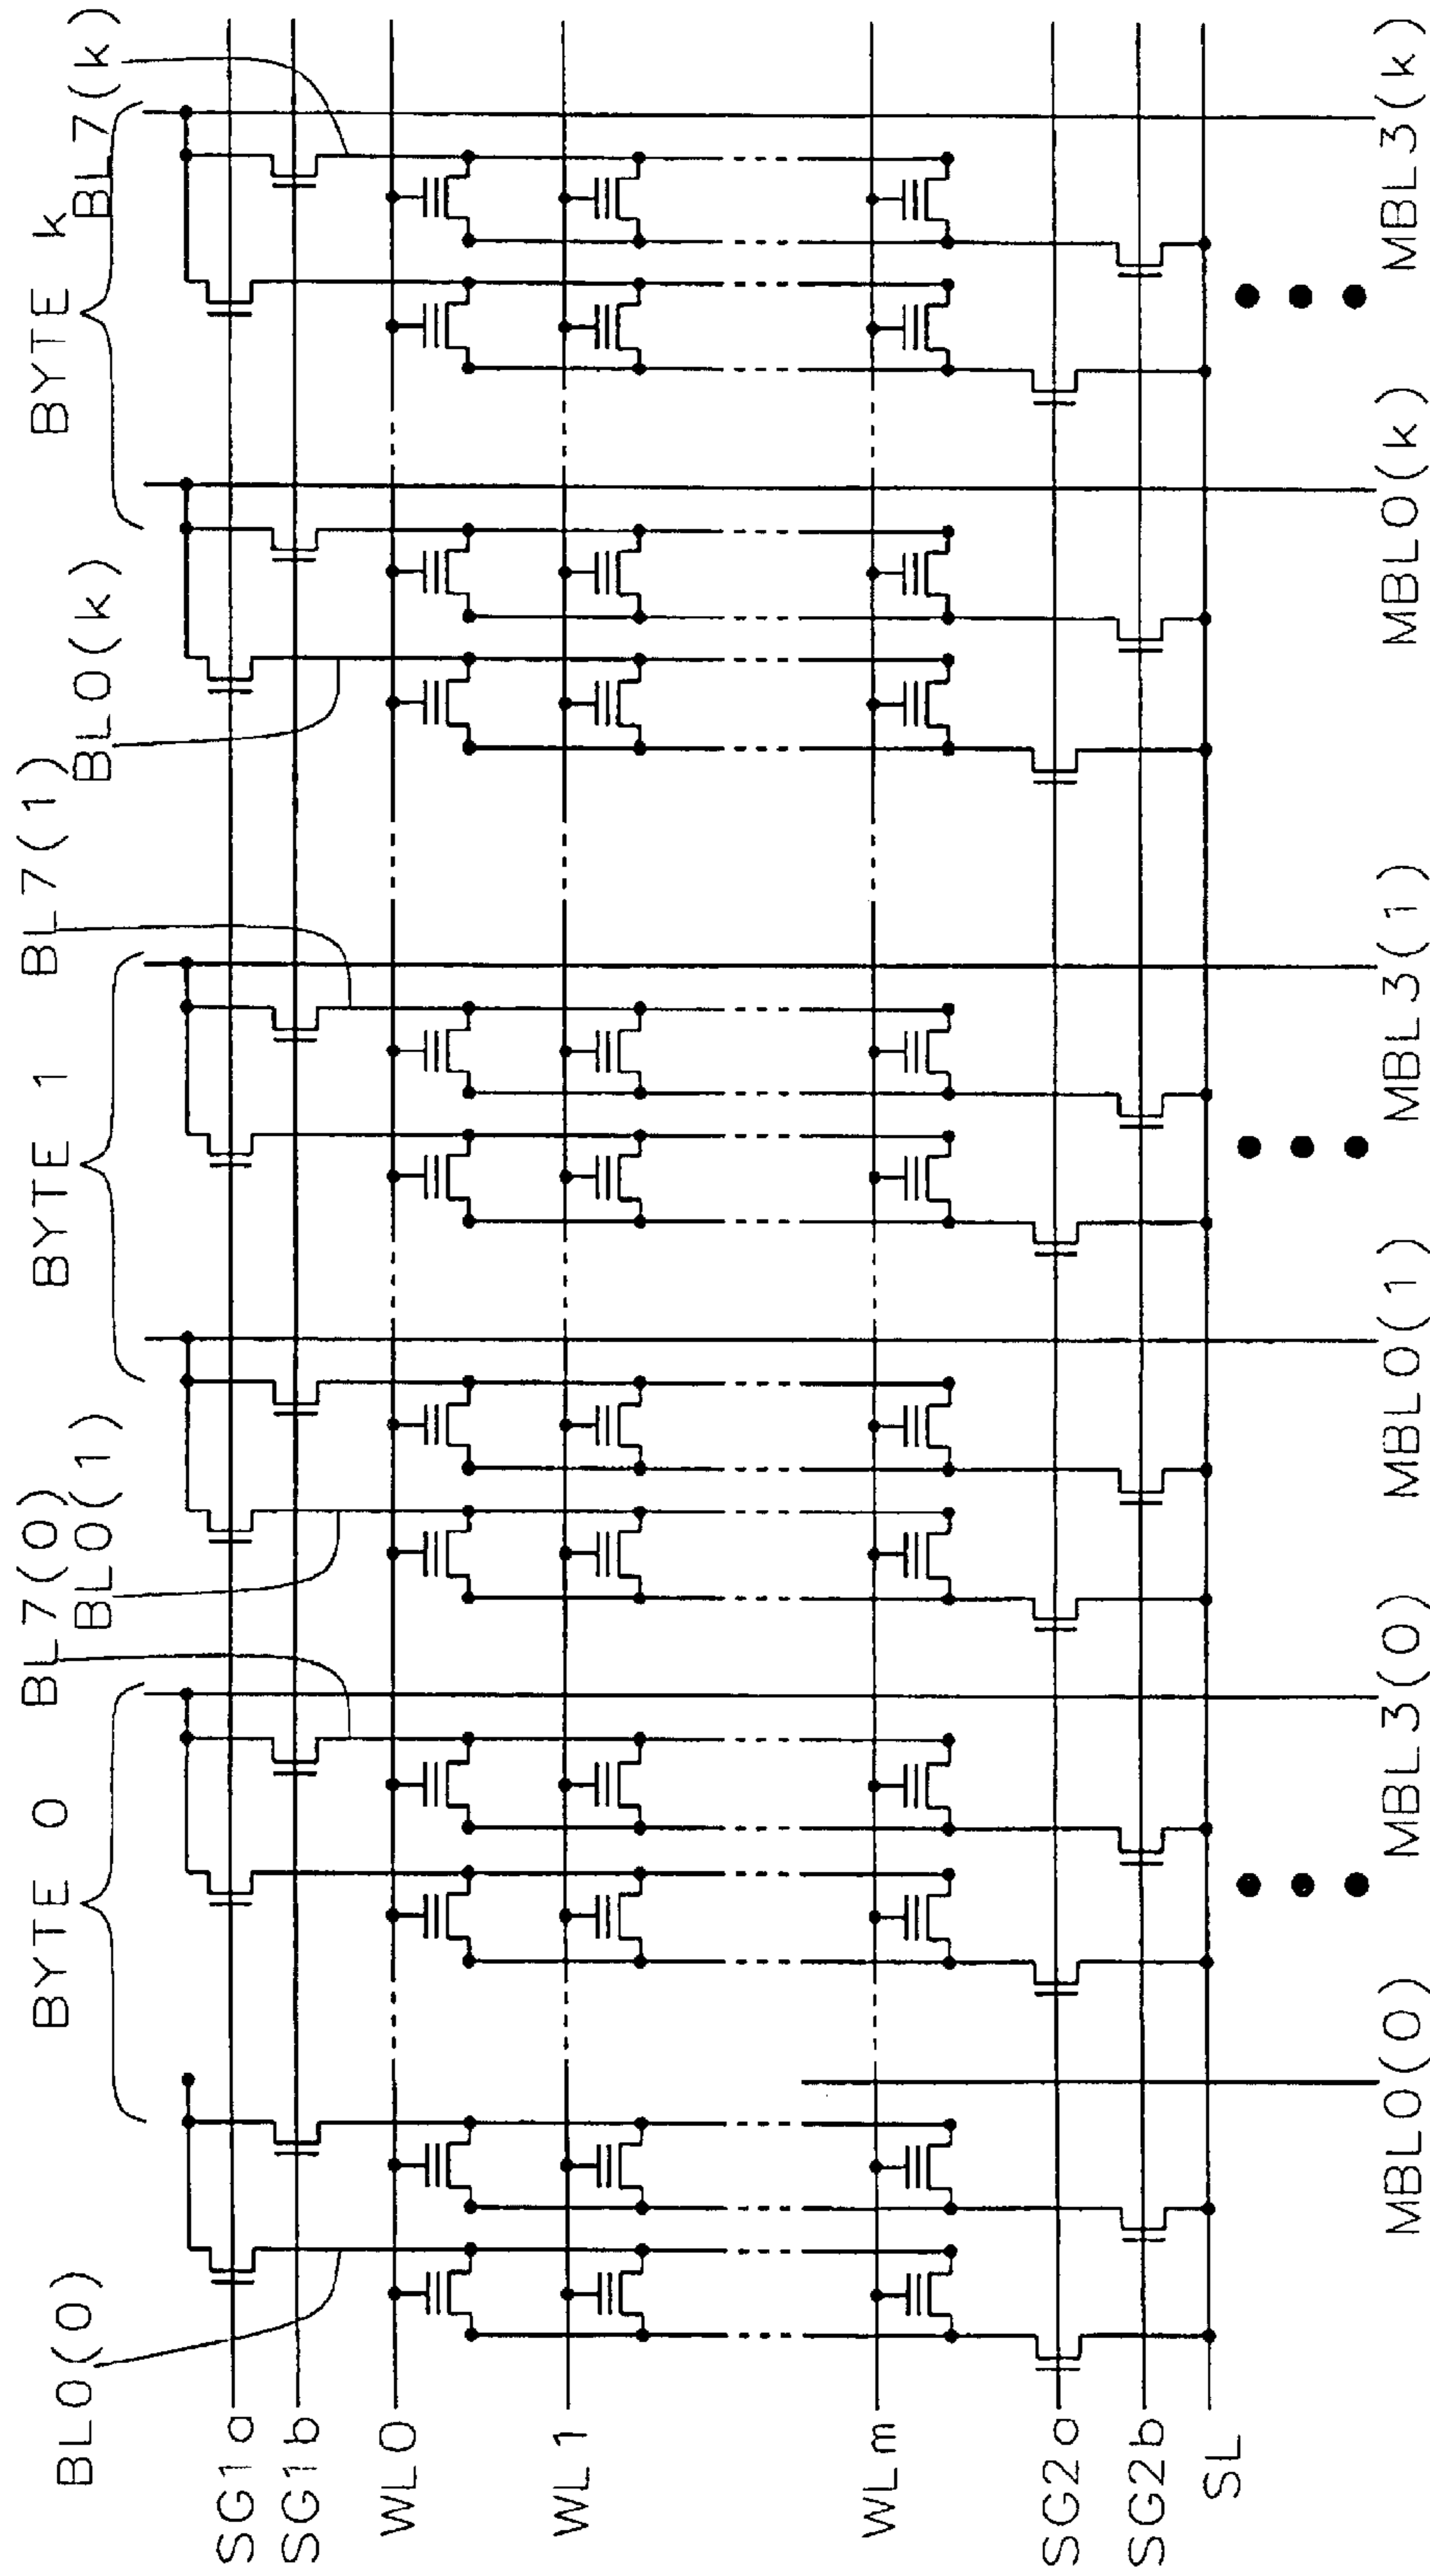 BYTE 0
BYTE 1
BYTE k
BL0(0)
BL7(0)
BL0(1)
BL7(1)
BL0(k)
BL7(k)
SG1a
SG1b
WL0
WL1
WLm
SG2a
SG2b
SL
MBL0(0)
MBL3(0)
MBL0(1)
MBL3(1)
MBL0(k)
MBL3(k)